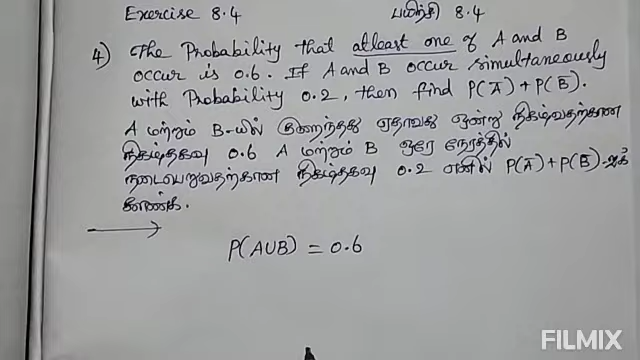 Exercise 8.4 பயிற்சி 8.4
4) The Probability that atleast one of A and B
occur is 0.6. If A and B occur simultaneously
with Probability 0.2, then find P(A̅)+P(B̅).
A மற்றும் B-யில் குறைந்தது ஏதாவது ஒன்று நிகழ்வதற்கான
நிகழ்தகவு 0.6 A மற்றும் B ஒரே நேரத்தில்
நடைபெறுவதற்கான நிகழ்தகவு 0.2 எனில் P(A̅)+P(B̅)-ஐக்
காண்க.
P(AUB) = 0.6
FILMIX